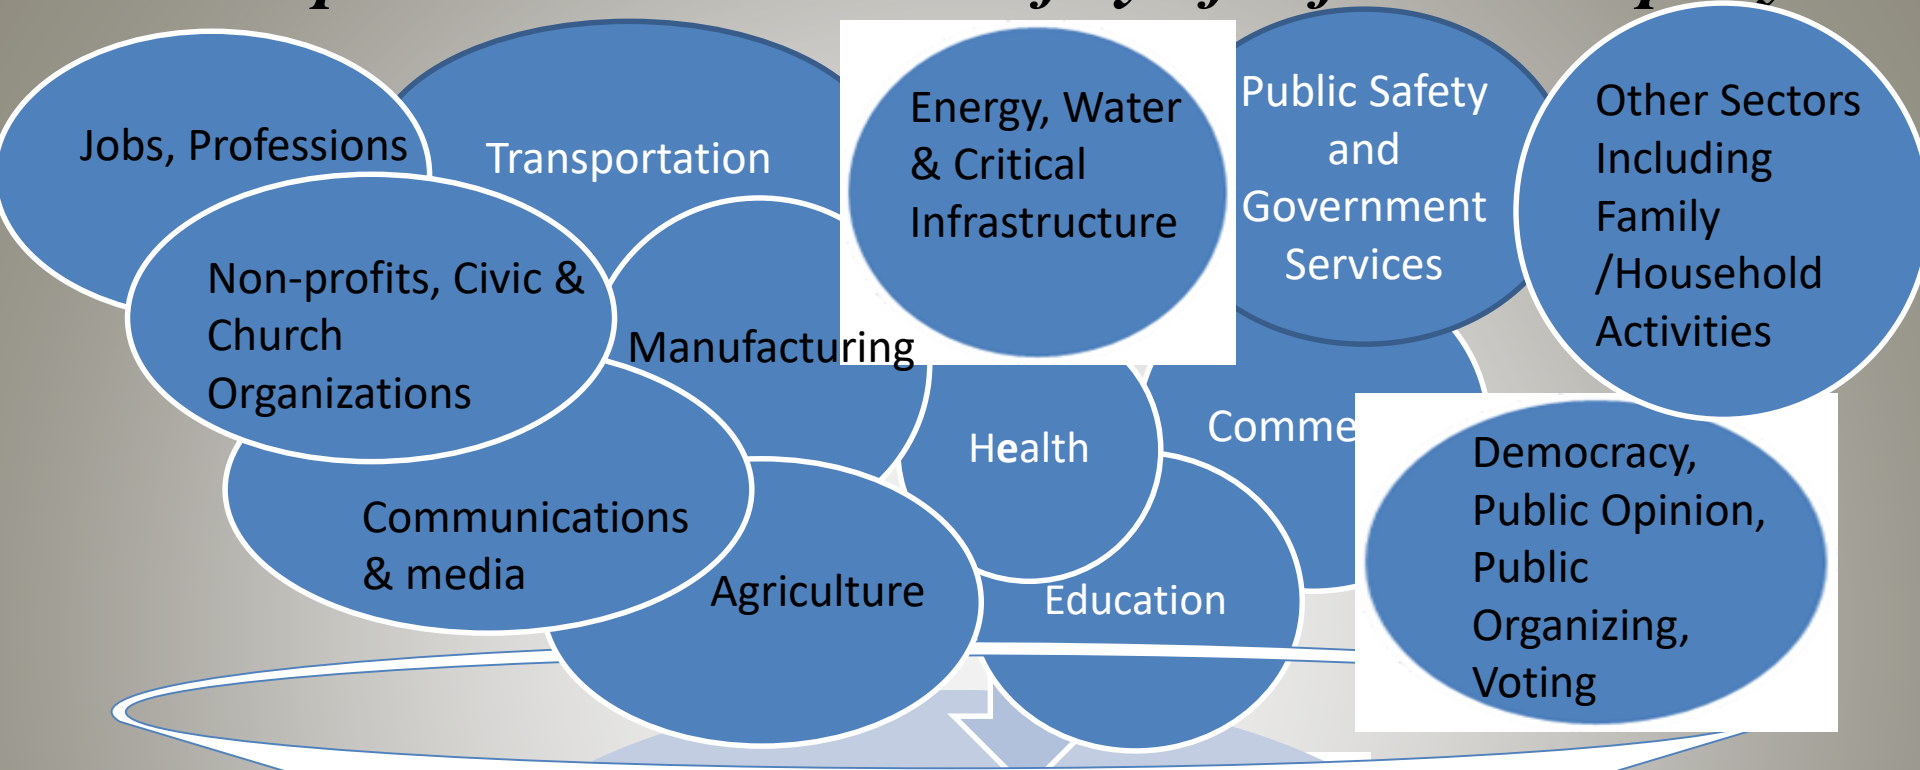 Jobs, Professions
Transportation
Energy, Water
& Critical
Infrastructure
Public Safety
and
Government
Services
Other Sectors
Including
Family
/Household
Activities
Non-profits, Civic &
Church
Organizations
Manufacturing
Health
Comme
Democracy,
Public Opinion,
Public
Organizing,
Voting
Communications
& media
Agriculture
Education